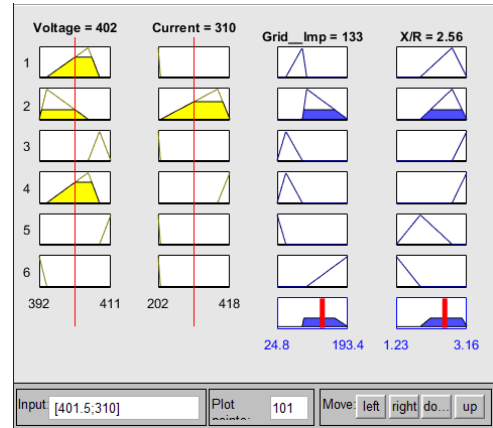 Voltage = 402 Current = 310 Grid__Imp = 133 X/R = 2.56
1
2
3
4
5
6
392 411 202 418
24.8 193.4 1.23 3.16
Input: [401.5;310] Plot 101 Move: left right do... up